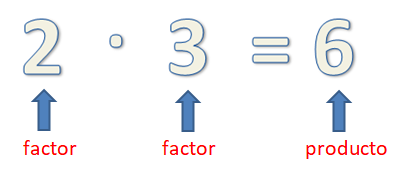 2 · 3 = 6
factor factor producto